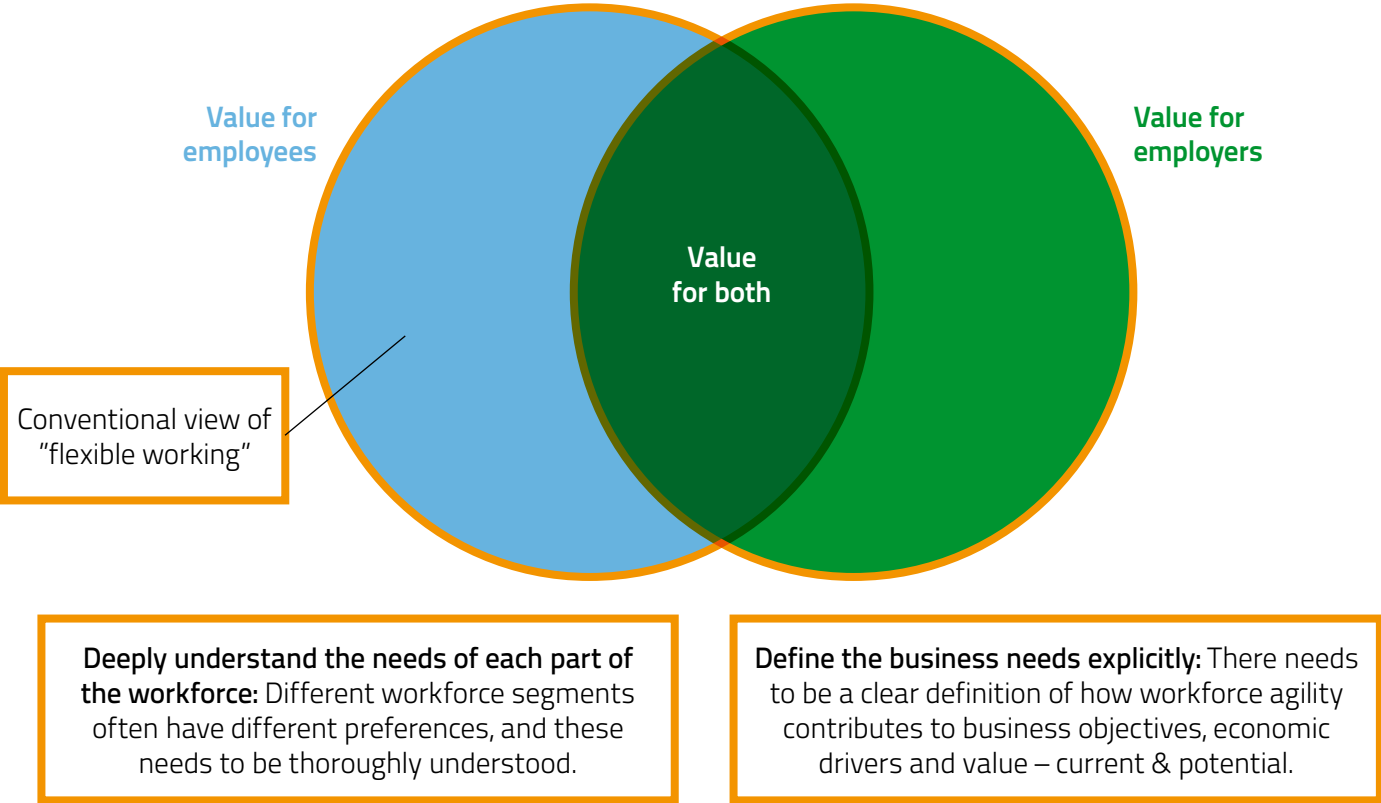 Value for
employees
Value for
employers
Value
for both
Conventional view of
”flexible working”
Deeply understand the needs of each part of
the workforce: Different workforce segments
often have different preferences, and these
needs to be thoroughly understood.
Define the business needs explicitly: There needs
to be a clear definition of how workforce agility
contributes to business objectives, economic
drivers and value – current & potential.